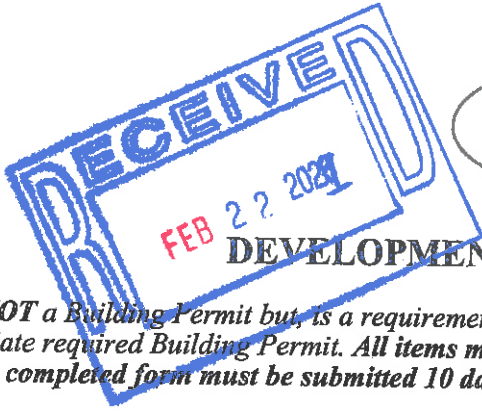 RECEIVED
FEB 22
DEVELOPMEN
OT a Building Permit but, is a requiremen
ate required Building Permit. All items m
completed form must be submitted 10 da